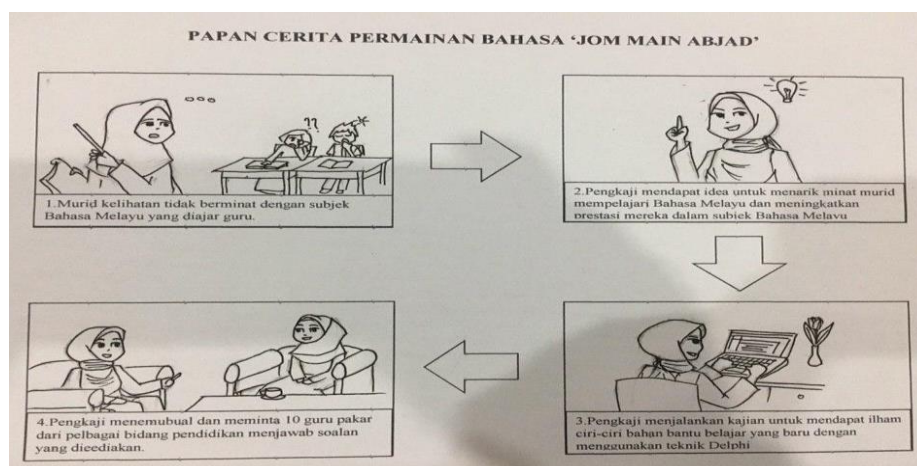 PAPAN CERITA PERMAINAN BAHASA ‘JOM MAIN ABJAD’
??
1.Murid kelihatan tidak berminat dengan subjek
Bahasa Melayu yang diajar guru.
2.Pengkaji mendapat idea untuk menarik minat murid
mempelajari Bahasa Melayu dan meningkatkan
prestasi mereka dalam subjek Bahasa Melayu
3.Pengkaji menjalankan kajian untuk mendapat ilham
ciri-ciri bahan bantu belajar yang baru dengan
menggunakan teknik Delphi
4.Pengkaji menemubual dan meminta 10 guru pakar
dari pelbagai bidang pendidikan menjawab soalan
yang disediakan.